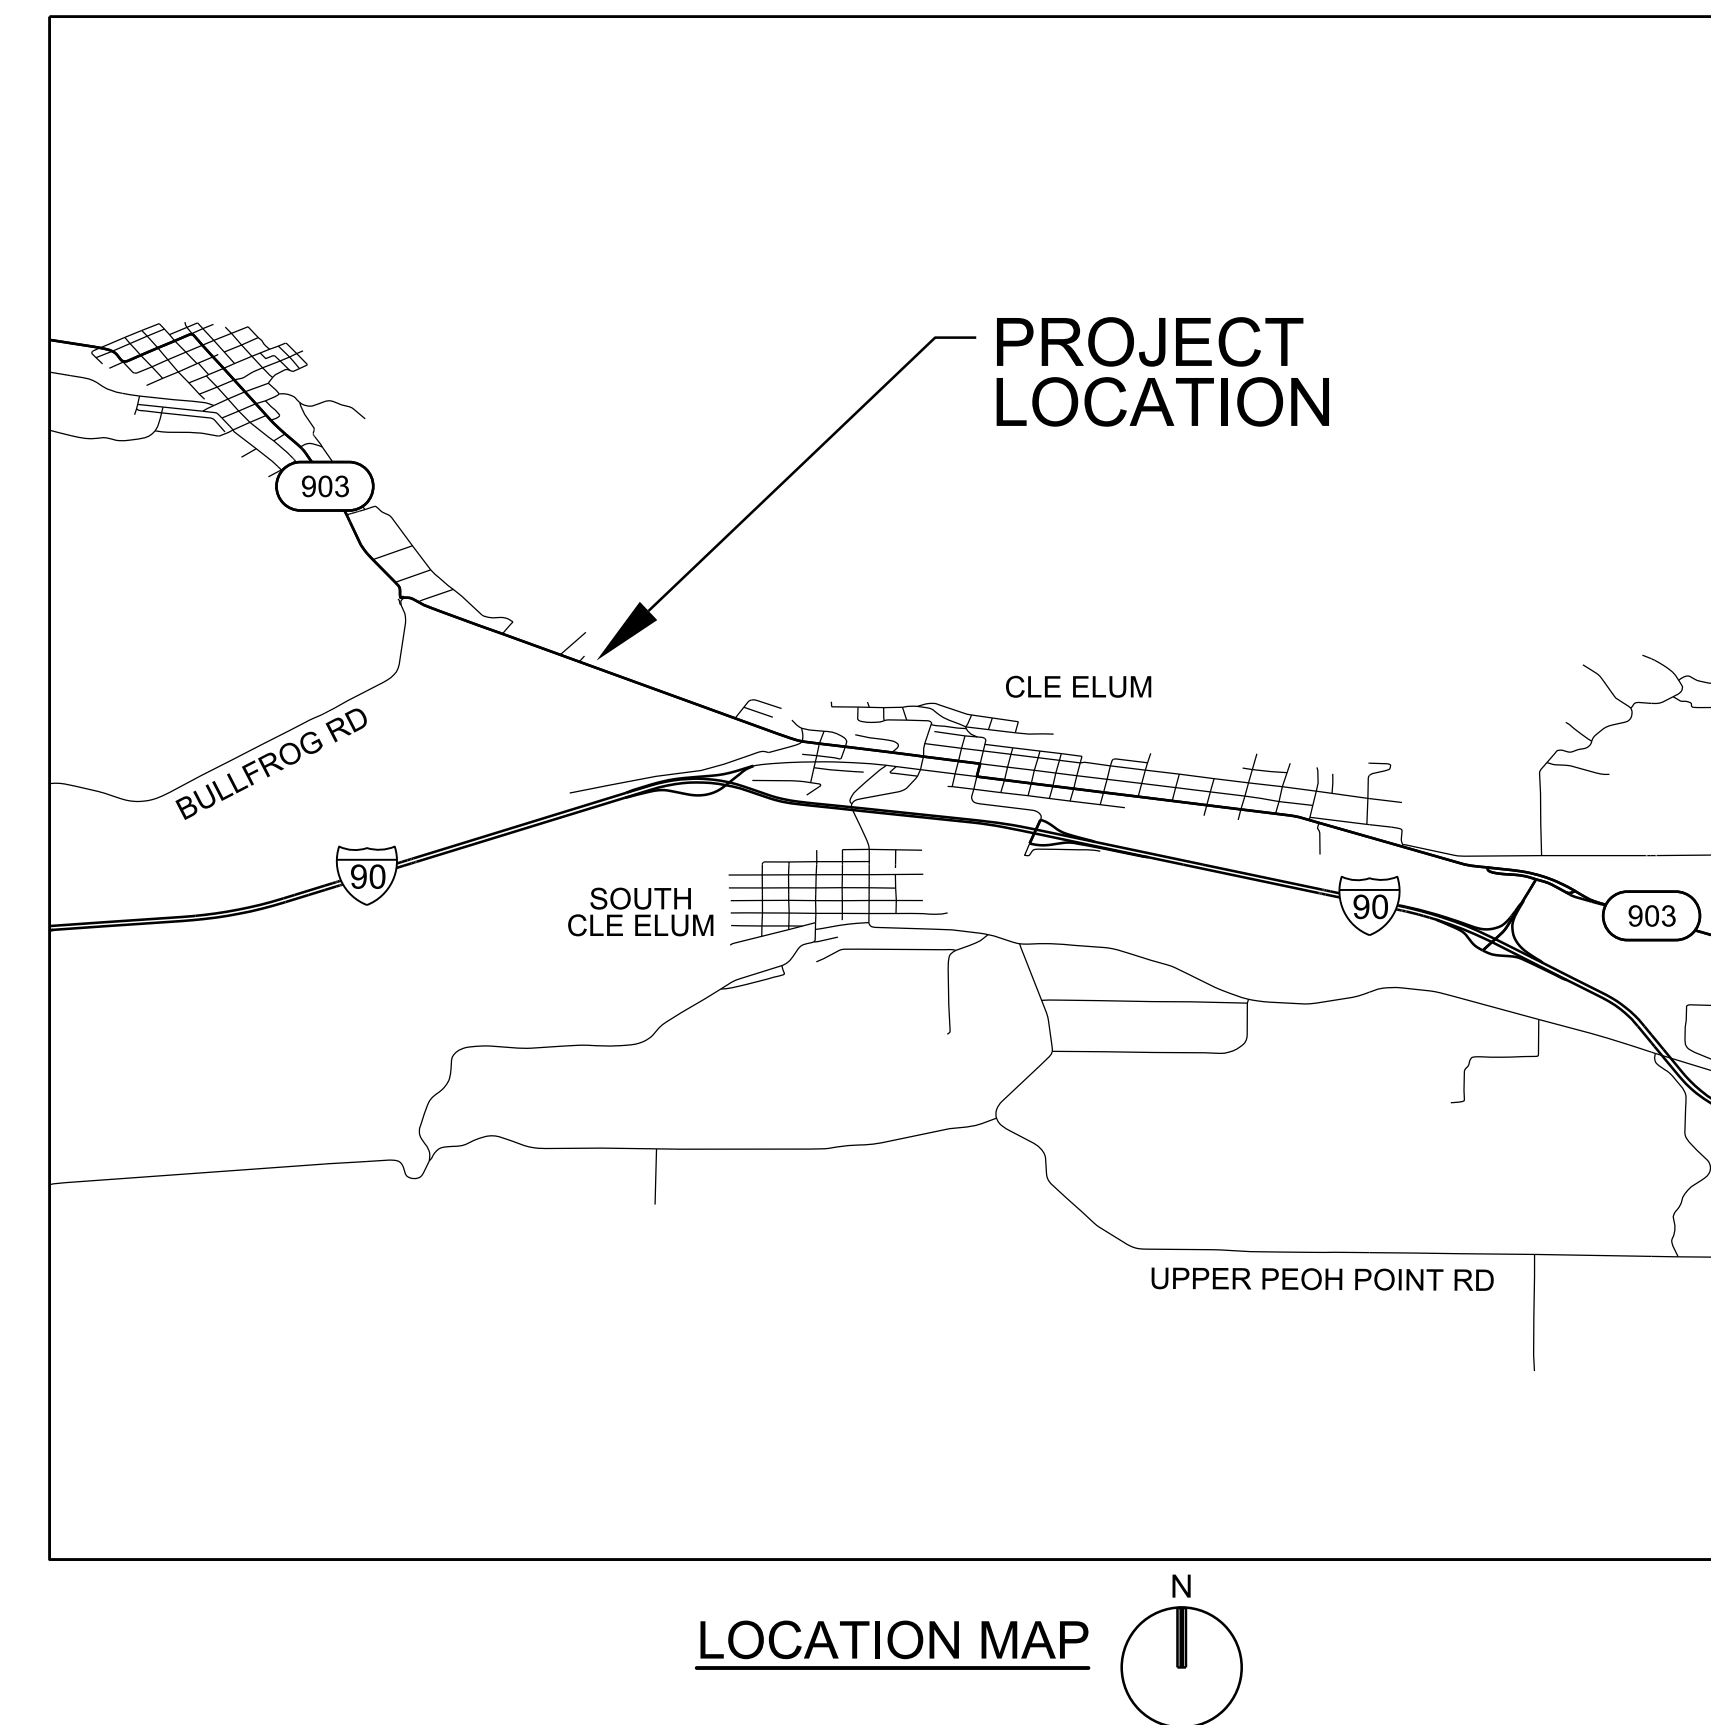 PROJECT
LOCATION
903
CLE ELUM
BULLFROG RD
90
SOUTH
CLE ELUM
90
903
UPPER PEOH POINT RD
N
LOCATION MAP